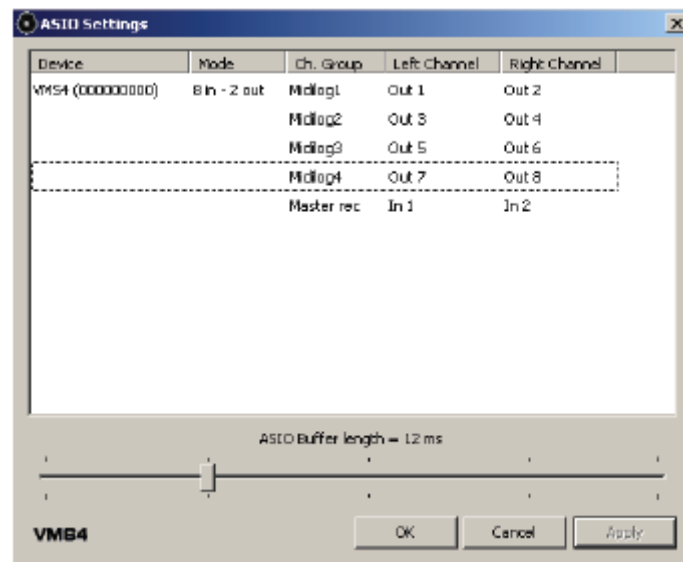 ASIO Settings
Device Mode Ch. Group Left Channel Right Channel
VMS4 (000000000) 8 in - 2 out Midilog1 Out 1 Out 2
Midilog2 Out 3 Out 4
Midilog3 Out 5 Out 6
Midilog4 Out 7 Out 8
Master rec In 1 In 2
ASIO Buffer length = 12 ms
VMS4 OK Cancel Apply